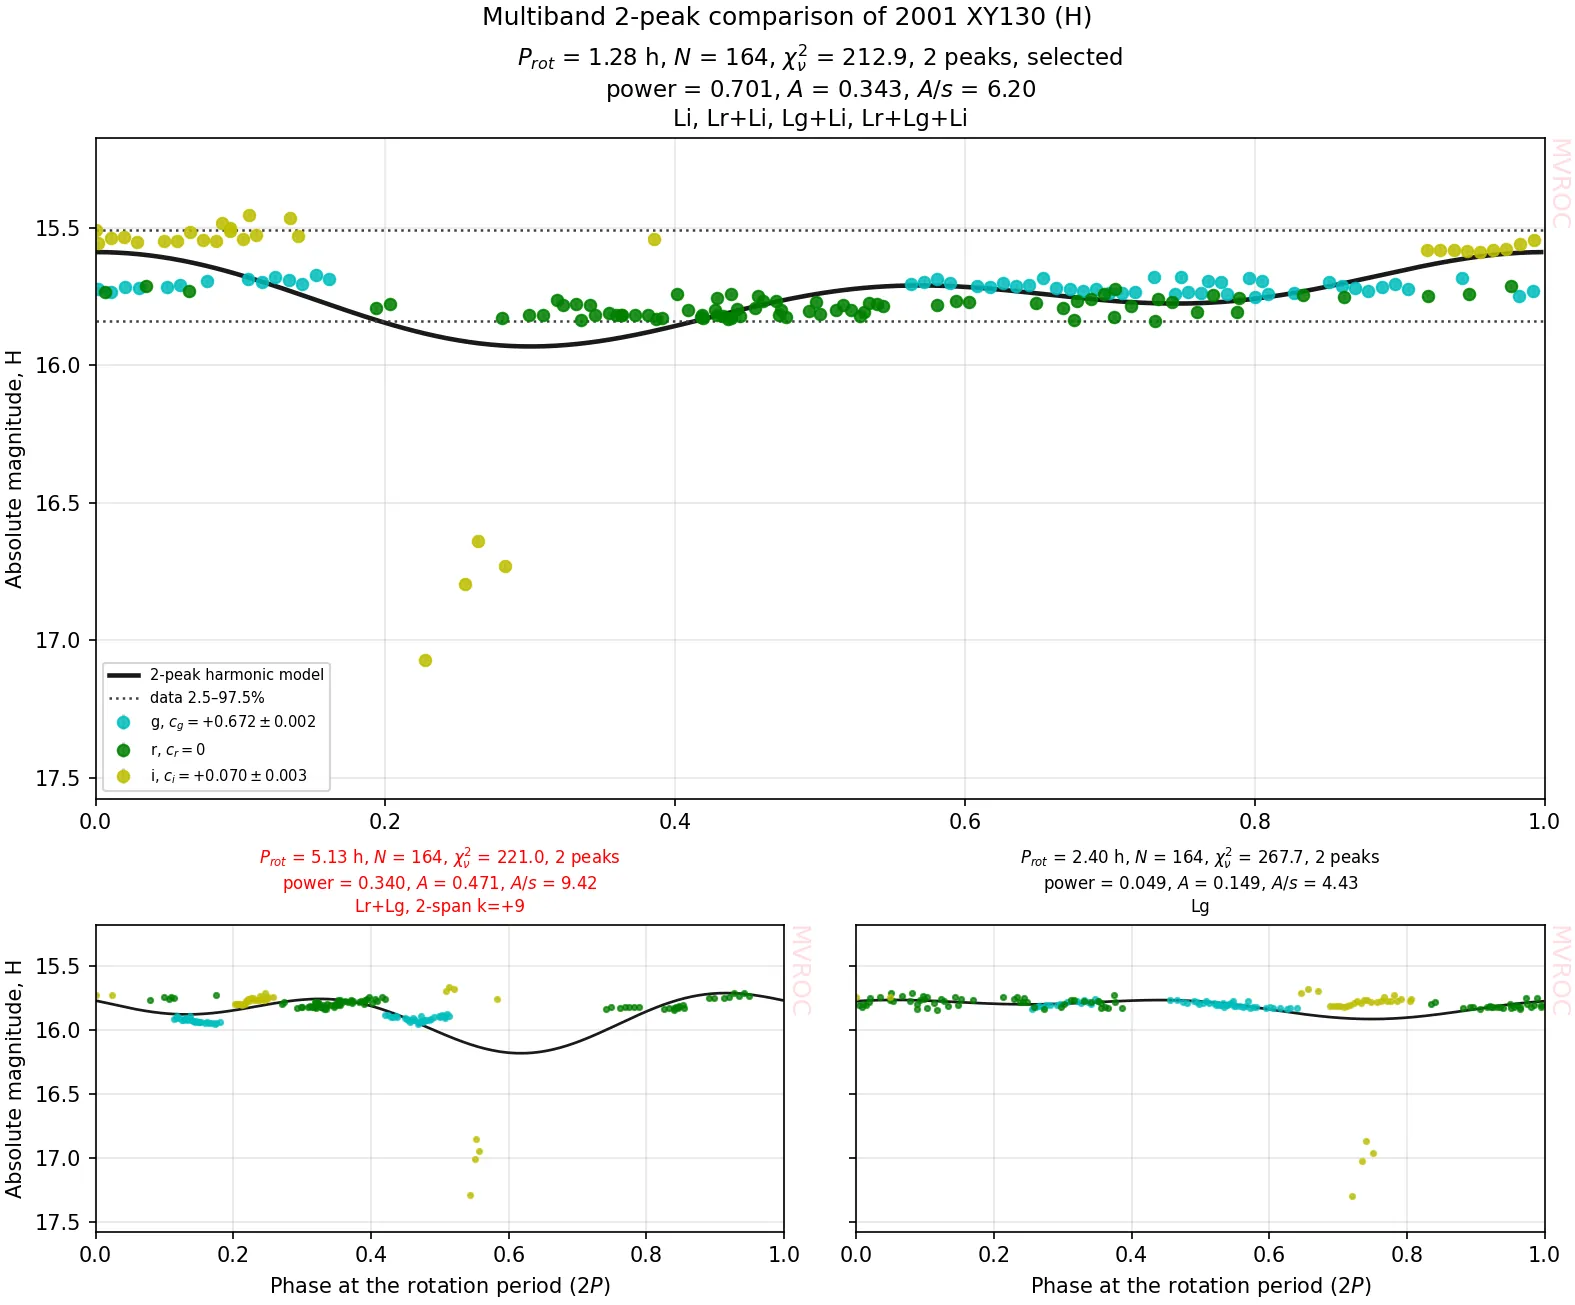 Multiband 2-peak comparison of 2001 XY130 (H)
P_rot = 1.28 h, N = 164, χ²_ν = 212.9, 2 peaks, selected
power = 0.701, A = 0.343, A/s = 6.20
Li, Lr+Li, Lg+Li, Lr+Lg+Li
MVROC
Absolute magnitude, H
15.5
16.0
16.5
17.0
17.5
2-peak harmonic model
data 2.5–97.5%
g, c_g = +0.672 ± 0.002
r, c_r = 0
i, c_i = +0.070 ± 0.003
0.0 0.2 0.4 0.6 0.8 1.0
P_rot = 5.13 h, N = 164, χ²_ν = 221.0, 2 peaks
power = 0.340, A = 0.471, A/s = 9.42
Lr+Lg, 2-span k=+9
MVROC
Absolute magnitude, H
15.5
16.0
16.5
17.0
17.5
0.0 0.2 0.4 0.6 0.8 1.0
Phase at the rotation period (2P)
P_rot = 2.40 h, N = 164, χ²_ν = 267.7, 2 peaks
power = 0.049, A = 0.149, A/s = 4.43
Lg
MVROC
0.0 0.2 0.4 0.6 0.8 1.0
Phase at the rotation period (2P)